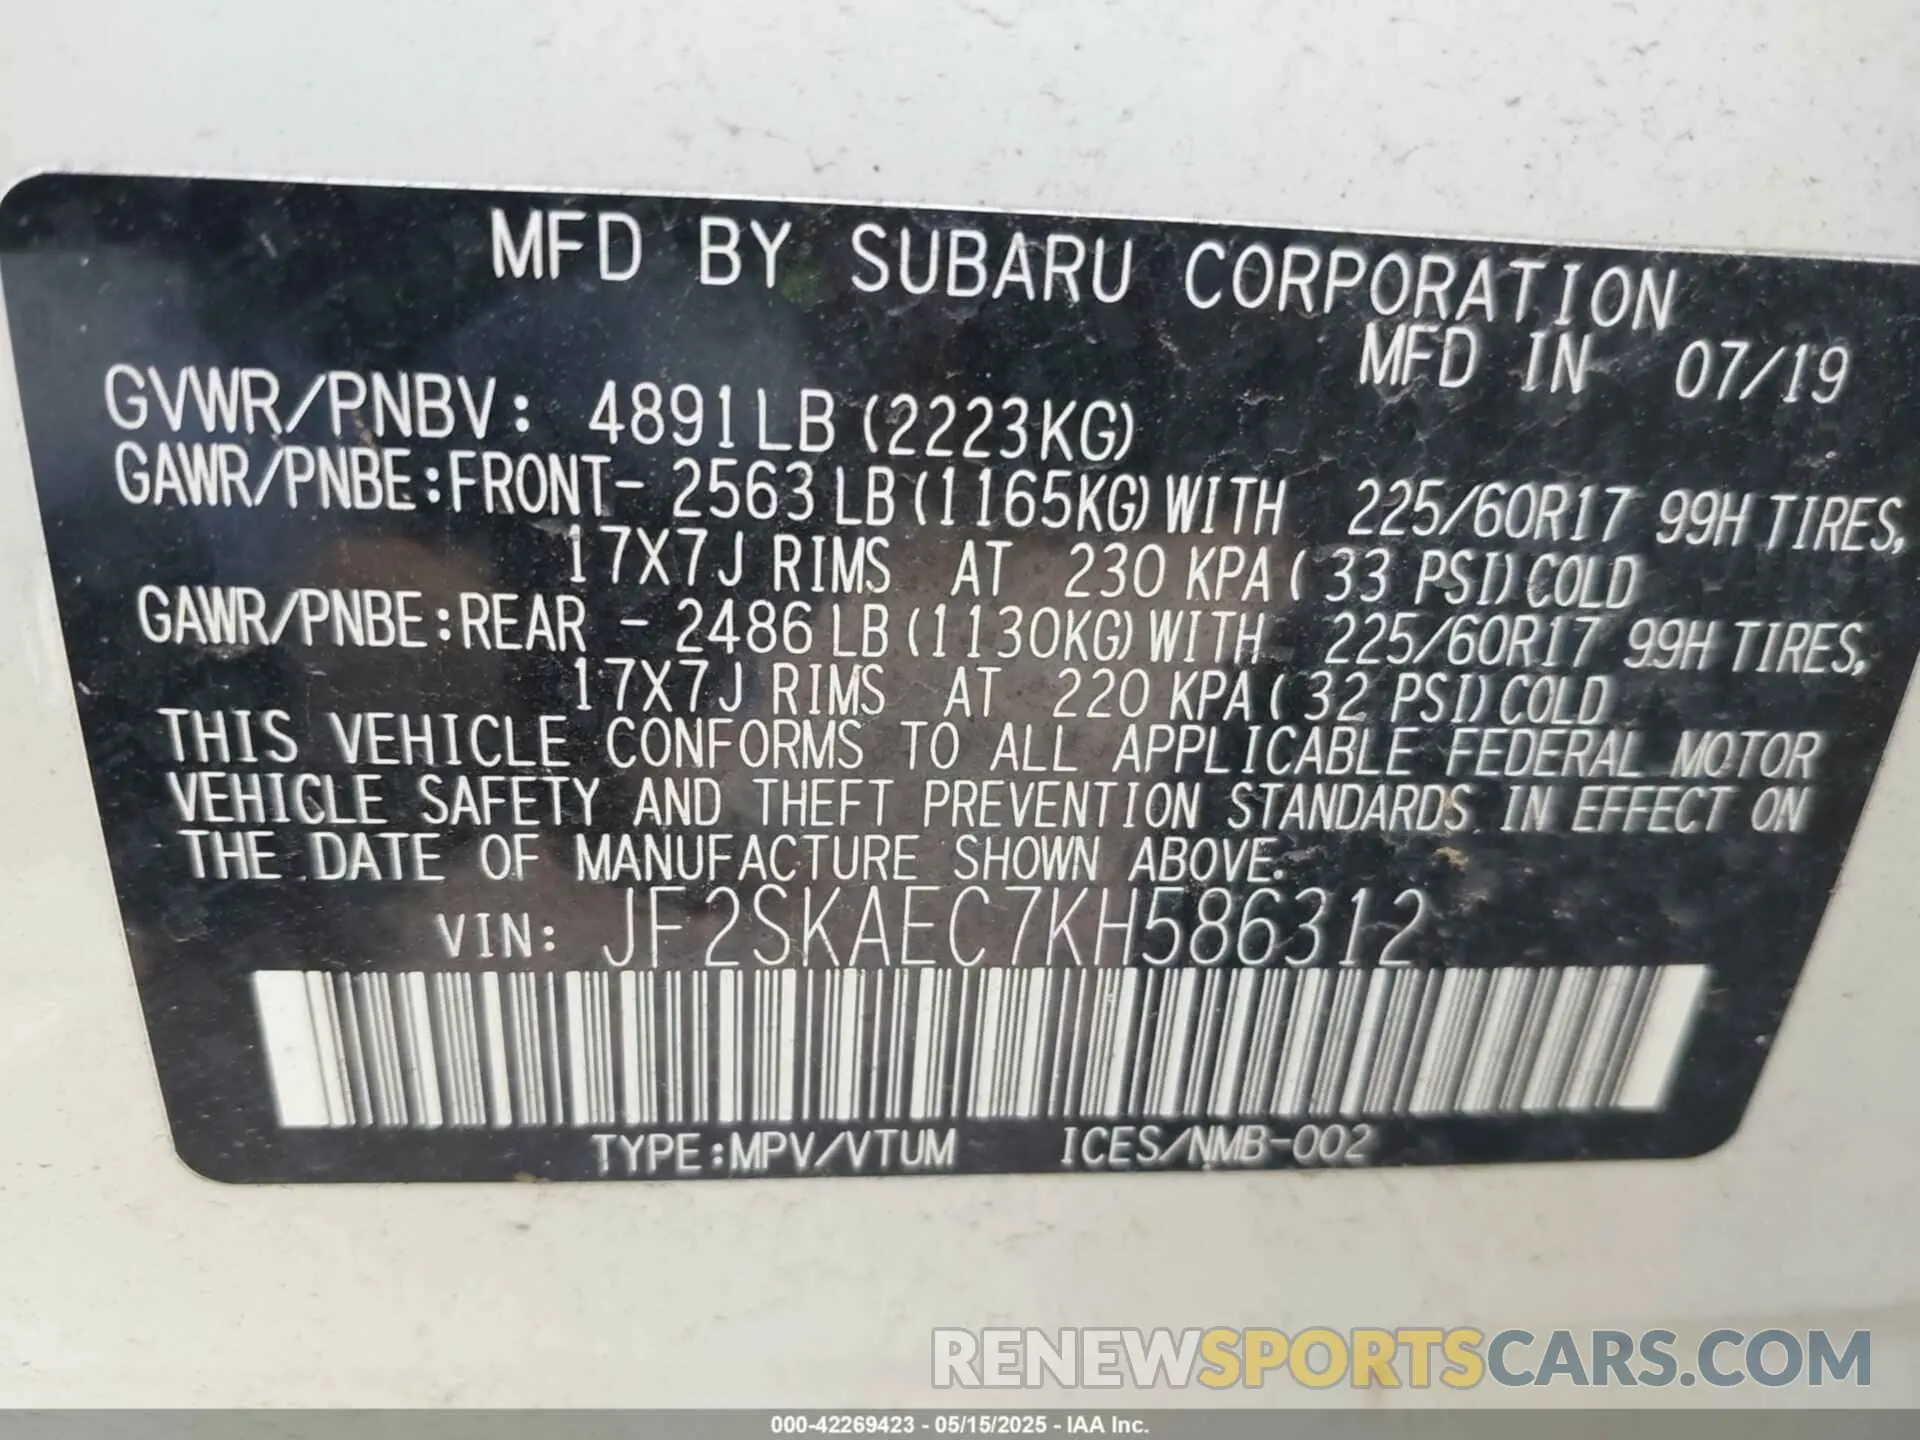 MFD BY SUBARU CORPORATION
MFD IN 07/19
GVWR/PNBV: 4891LB (2223KG)
GAWR/PNBE:FRONT- 2563LB(1165KG)WITH 225/60R17 99H TIRES,
17X7J RIMS AT 230 KPA( 33 PSI)COLD
GAWR/PNBE:REAR - 2486LB(1130KG)WITH 225/60R17 99H TIRES,
17X7J RIMS AT 220 KPA( 32 PSI)COLD
THIS VEHICLE CONFORMS TO ALL APPLICABLE FEDERAL MOTOR
VEHICLE SAFETY AND THEFT PREVENTION STANDARDS IN EFFECT ON
THE DATE OF MANUFACTURE SHOWN ABOVE.
VIN: JF2SKAEC7KH586312
TYPE:MPV/VTUM ICES/NMB-002
RENEWSPORTSCARS.COM
000-42269423 - 05/15/2025 - IAA Inc.